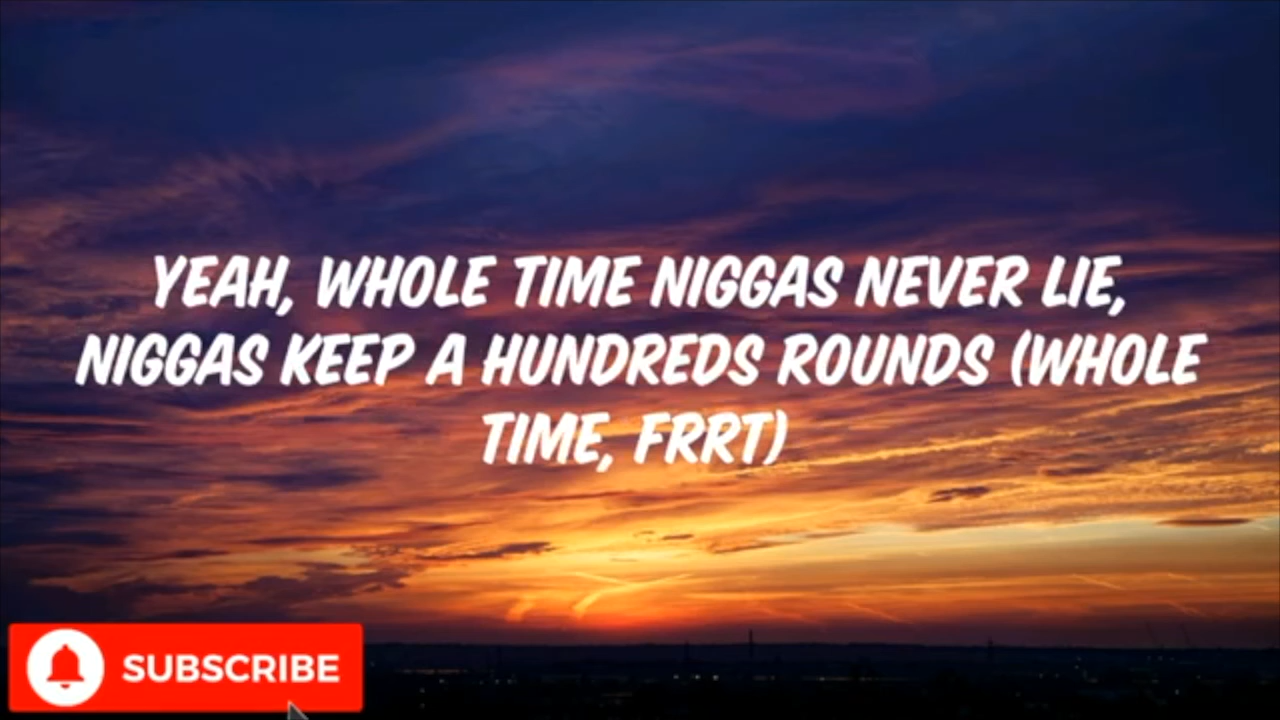 YEAH, WHOLE TIME NIGGAS NEVER LIE,
NIGGAS KEEP A HUNDREDS ROUNDS (WHOLE
TIME, FRRT)
SUBSCRIBE